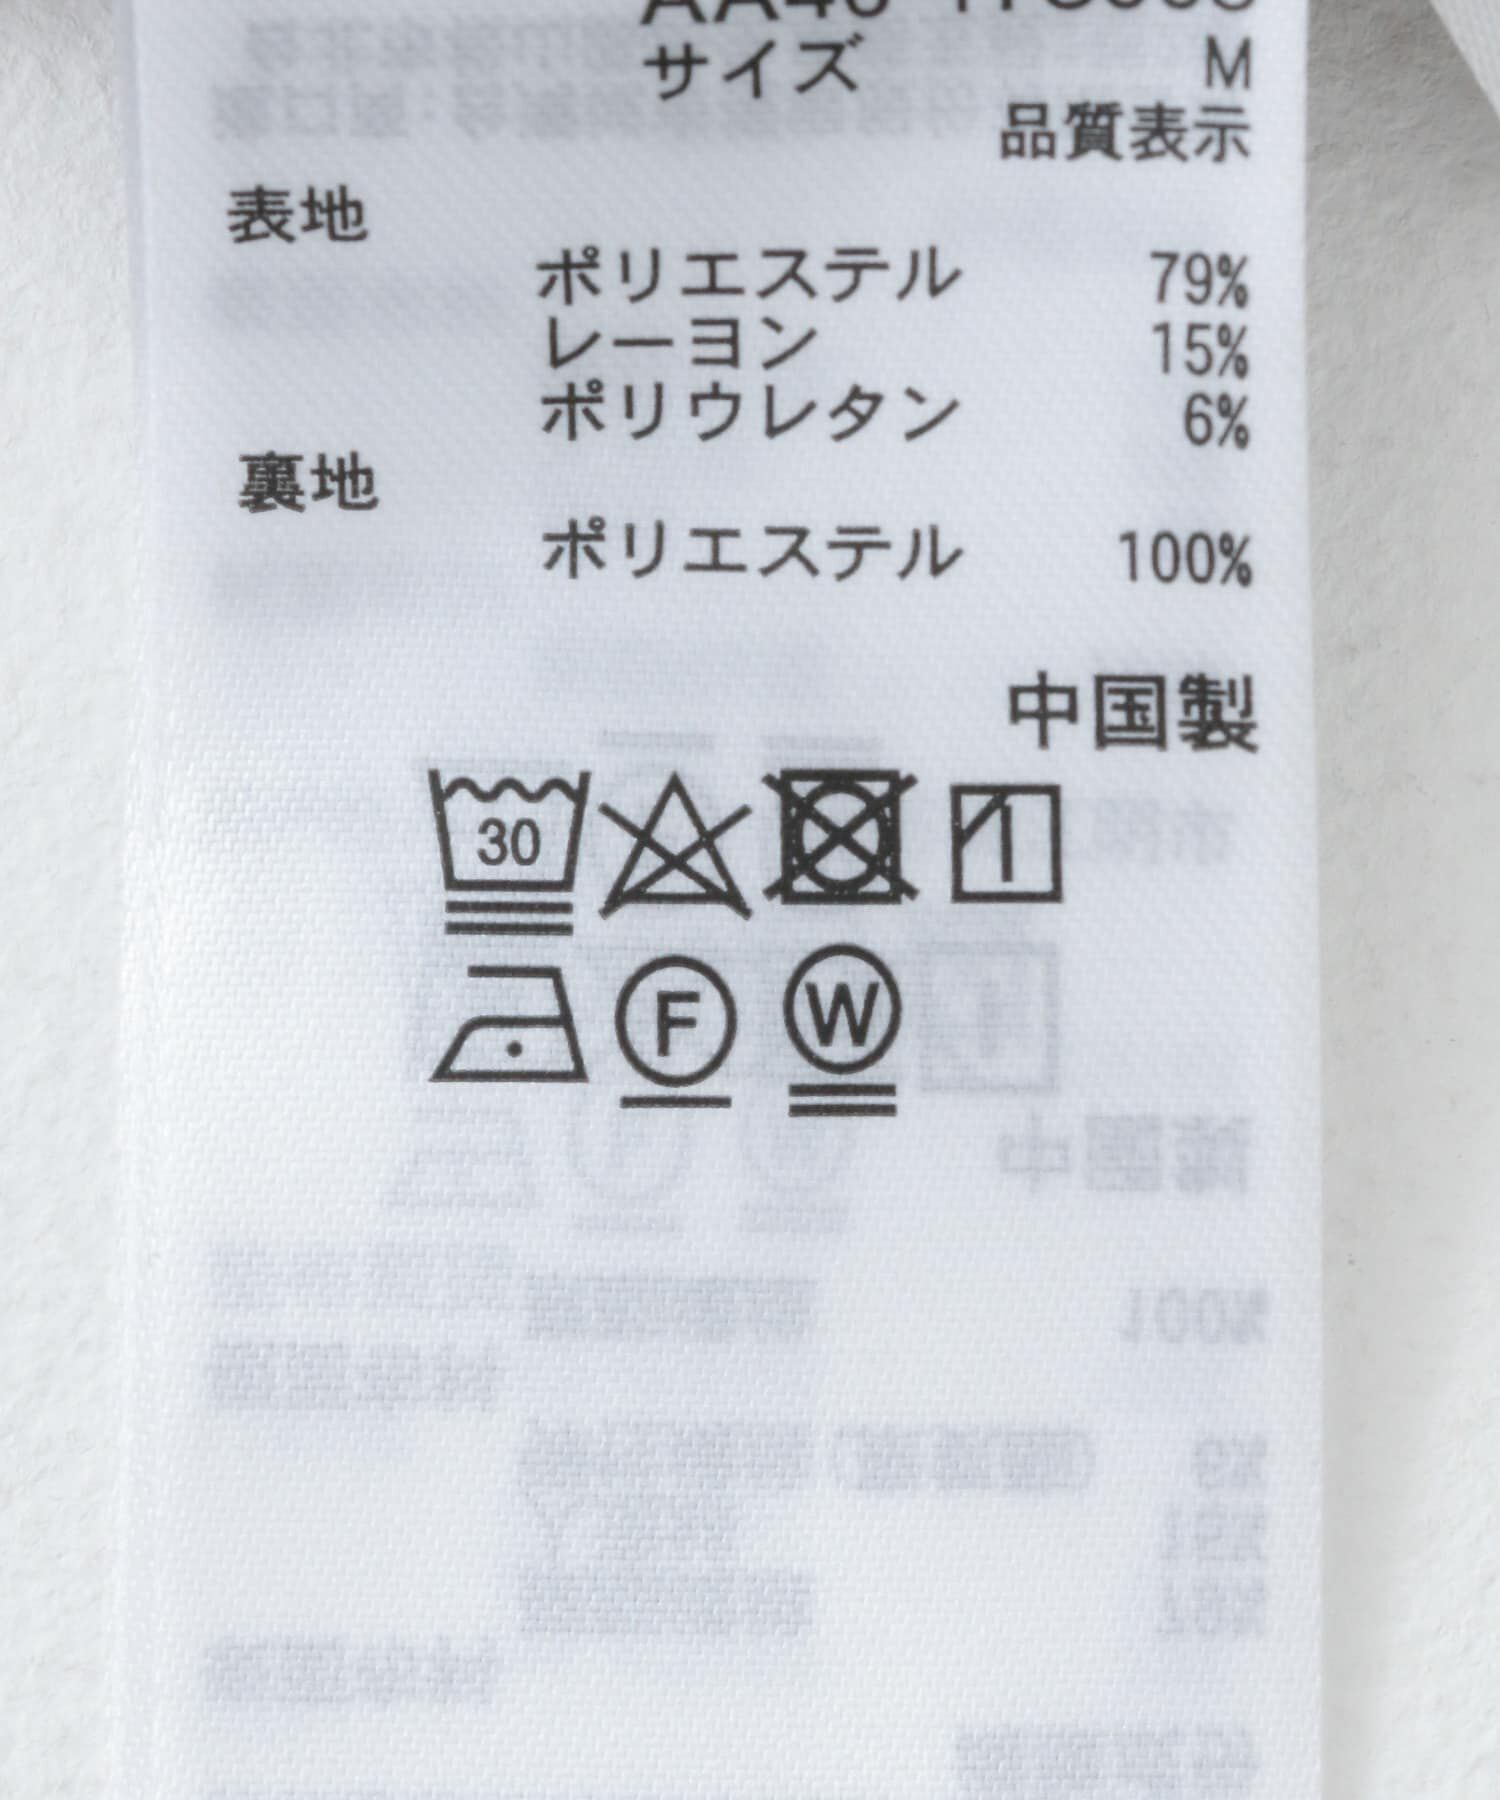 サイズ M
品質表示
表地
ポリエステル 79%
レーヨン 15%
ポリウレタン 6%
裏地
ポリエステル 100%
中国製
30
F W